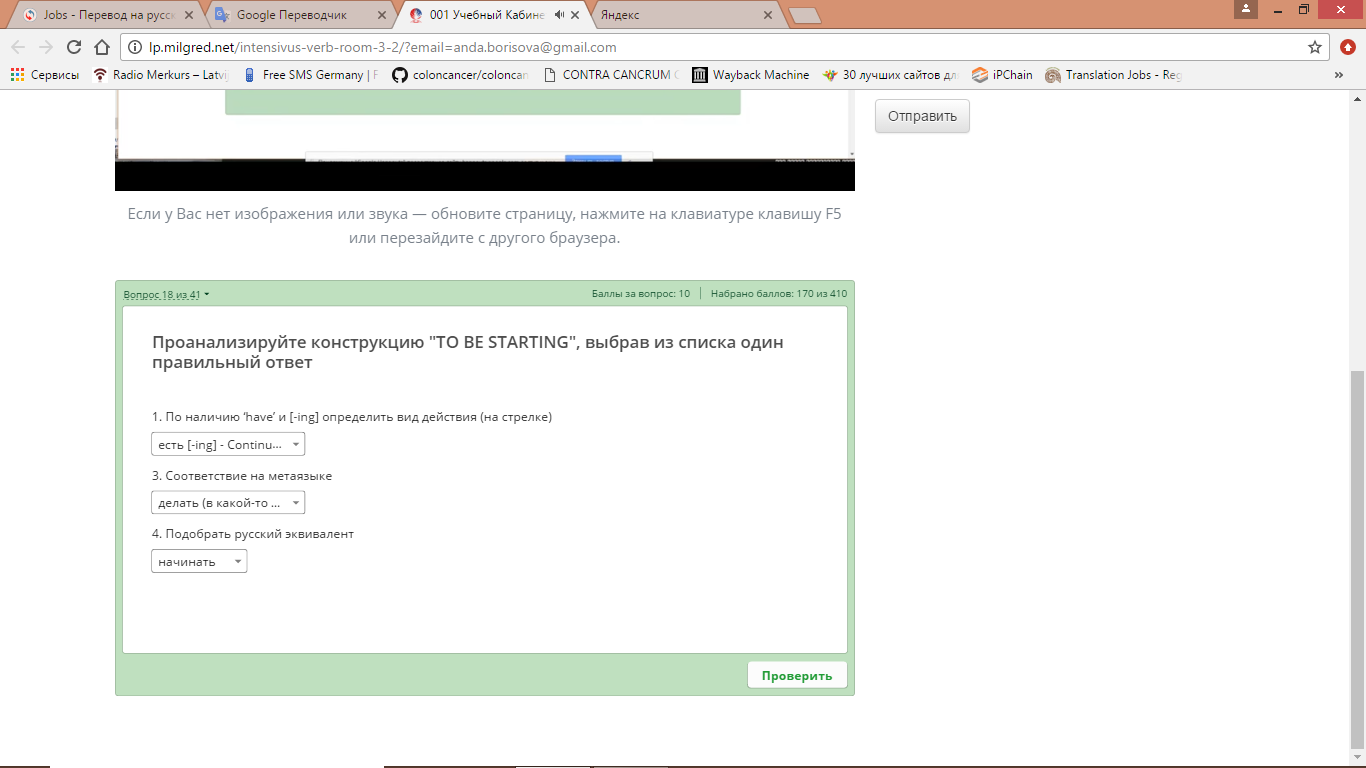 Jobs - Перевод на русск
Google Переводчик
001 Учебный Кабине
Яндекс
lp.milgred.net/intensivus-verb-room-3-2/?email=anda.borisova@gmail.com
Сервисы
Radio Merkurs – Latvij
Free SMS Germany | F
coloncancer/coloncan
CONTRA CANCRUM C
Wayback Machine
30 лучших сайтов для
iPChain
Translation Jobs - Reg
»
Отправить
Если у Вас нет изображения или звука — обновите страницу, нажмите на клавиатуре клавишу F5
или перезайдите с другого браузера.
Вопрос 18 из 41
Баллы за вопрос: 10 | Набрано баллов: 170 из 410
Проанализируйте конструкцию "TO BE STARTING", выбрав из списка один
правильный ответ
1. По наличию ‘have’ и [-ing] определить вид действия (на стрелке)
есть [-ing] - Continu...
3. Соответствие на метаязыке
делать (в какой-то ...
4. Подобрать русский эквивалент
начинать
Проверить